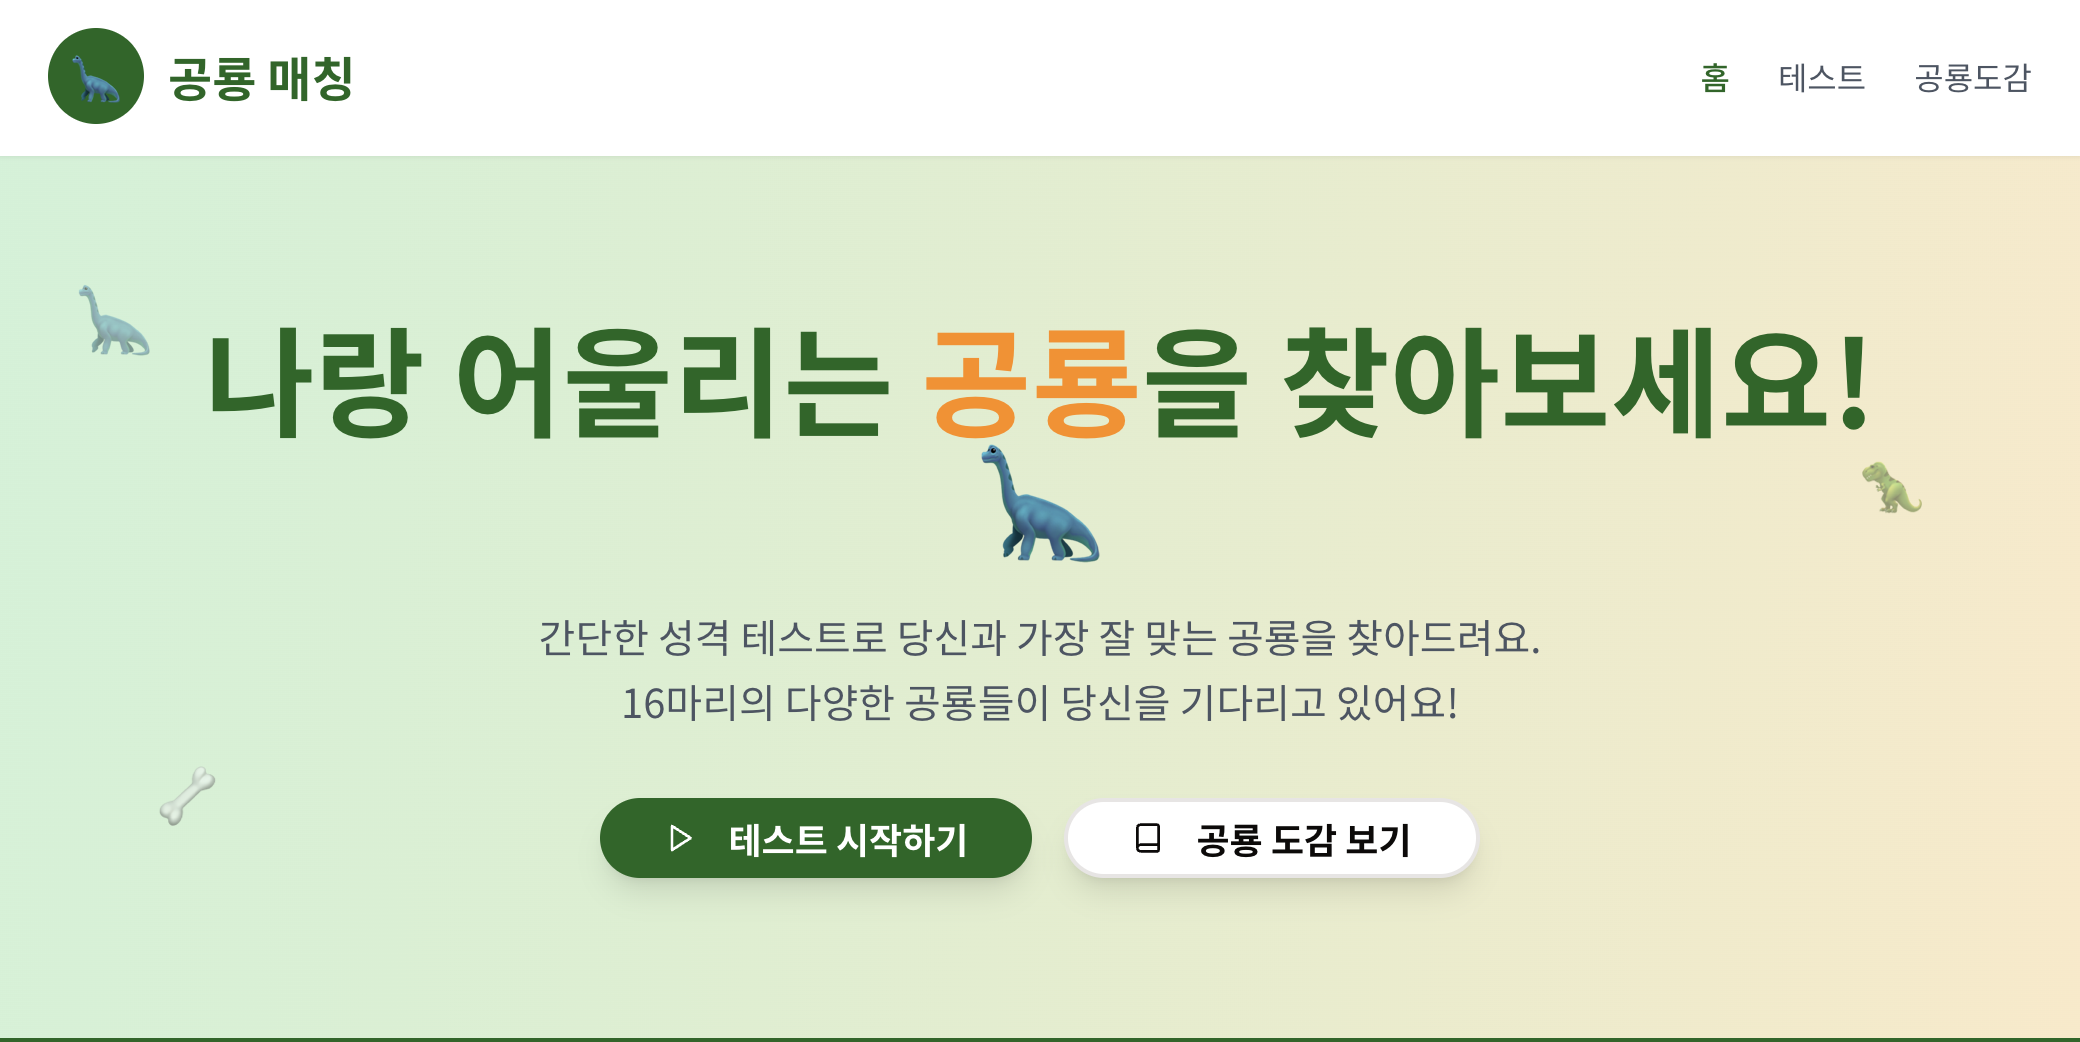 공룡 매칭
홈
테스트
공룡도감
나랑 어울리는 공룡을 찾아보세요!
간단한 성격 테스트로 당신과 가장 잘 맞는 공룡을 찾아드려요.
16마리의 다양한 공룡들이 당신을 기다리고 있어요!
테스트 시작하기
공룡 도감 보기